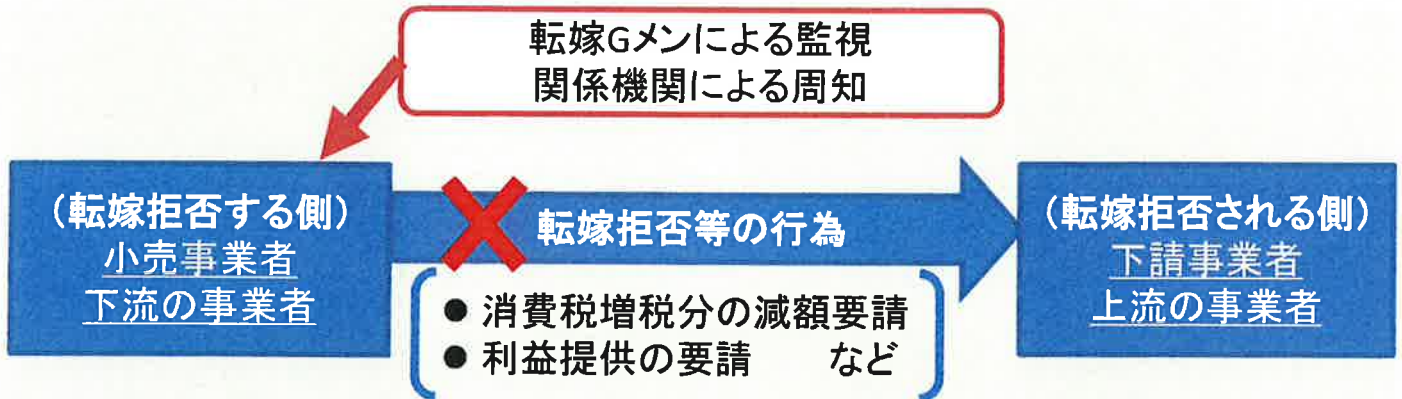 転嫁Gメンによる監視
関係機関による周知
（転嫁拒否する側）
小売事業者
下流の事業者
転嫁拒否等の行為
● 消費税増税分の減額要請
● 利益提供の要請　　など
（転嫁拒否される側）
下請事業者
上流の事業者